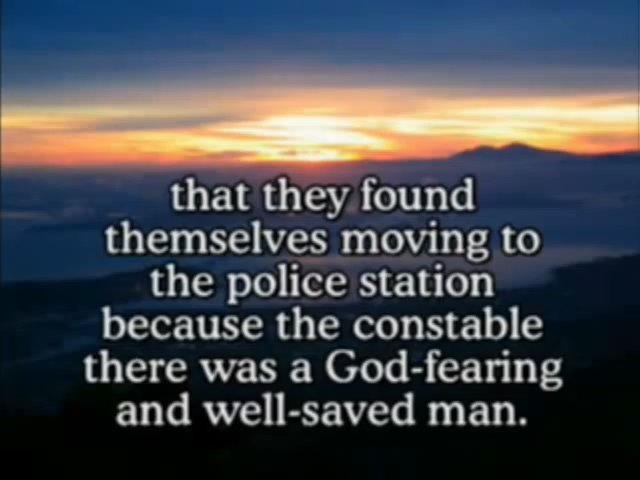 that they found
themselves moving to
the police station
because the constable
there was a God-fearing
and well-saved man.